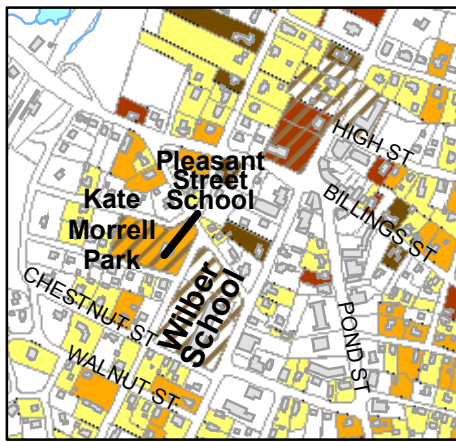 HIGH ST
Pleasant
Street
School
BILLINGS ST.
Kate
Morrell
Park
Wilber
School
CHESTNUT ST
POND ST
WALNUT ST.